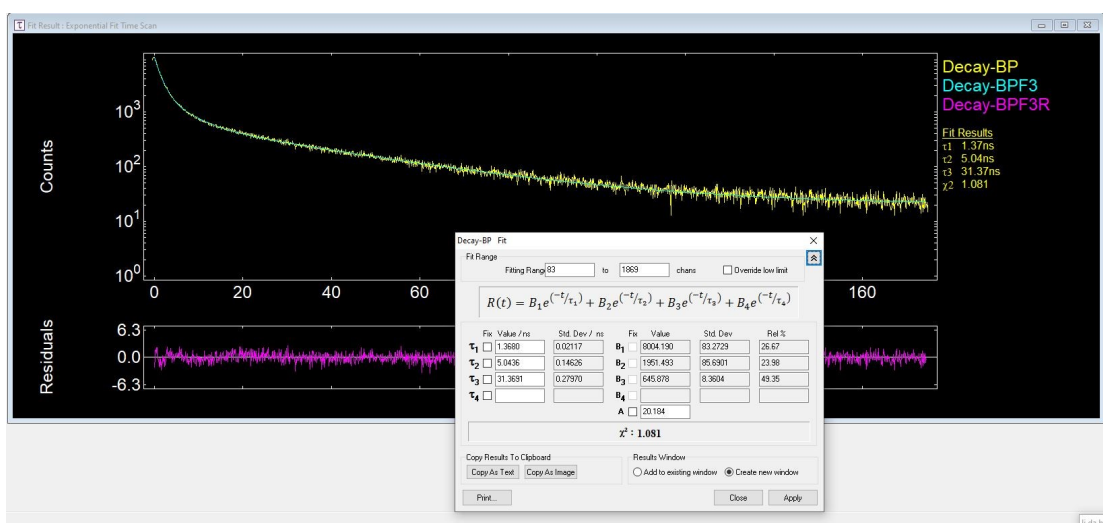 Fit Result : Exponential Fit Time Scan
Decay-BP
Decay-BPF3
Decay-BPF3R
Fit Results
τ1 1.37ns
τ2 5.04ns
τ3 31.37ns
χ2 1.081
Counts
10³
10²
10¹
10⁰
0 20 40 60 160
Residuals
6.3
0.0
-6.3
Decay-BP Fit
Fit Range
Fitting Rang 83 to 1869 chans Override low limit
R(t) = B₁e^(−t/τ₁) + B₂e^(−t/τ₂) + B₃e^(−t/τ₃) + B₄e^(−t/τ₄)
Fix Value / ns Std. Dev / ns Fix Value Std. Dev Rel %
τ₁ 1.3680 0.02117 B₁ 8004.190 83.2729 26.67
τ₂ 5.0436 0.14626 B₂ 1951.493 85.6901 23.98
τ₃ 31.3691 0.27970 B₃ 645.878 8.3604 49.35
τ₄ B₄
A 20.184
χ² : 1.081
Copy Results To Clipboard
Copy As Text Copy As Image
Results Window
Add to existing window Create new window
Print... Close Apply